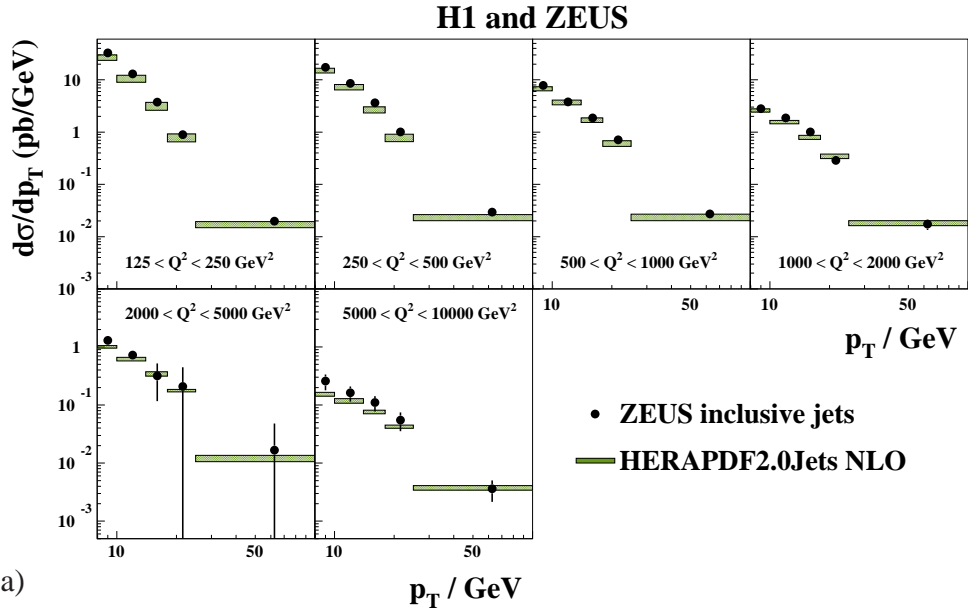 H1 and ZEUS
dσ/dp_T (pb/GeV)
10
1
10^-1
10^-2
10^-3
125 < Q² < 250 GeV²
250 < Q² < 500 GeV²
500 < Q² < 1000 GeV²
1000 < Q² < 2000 GeV²
10 50
10 50
p_T / GeV
10
1
10^-1
10^-2
10^-3
2000 < Q² < 5000 GeV²
5000 < Q² < 10000 GeV²
ZEUS inclusive jets
HERAPDF2.0Jets NLO
10 50
10 50
a)
p_T / GeV